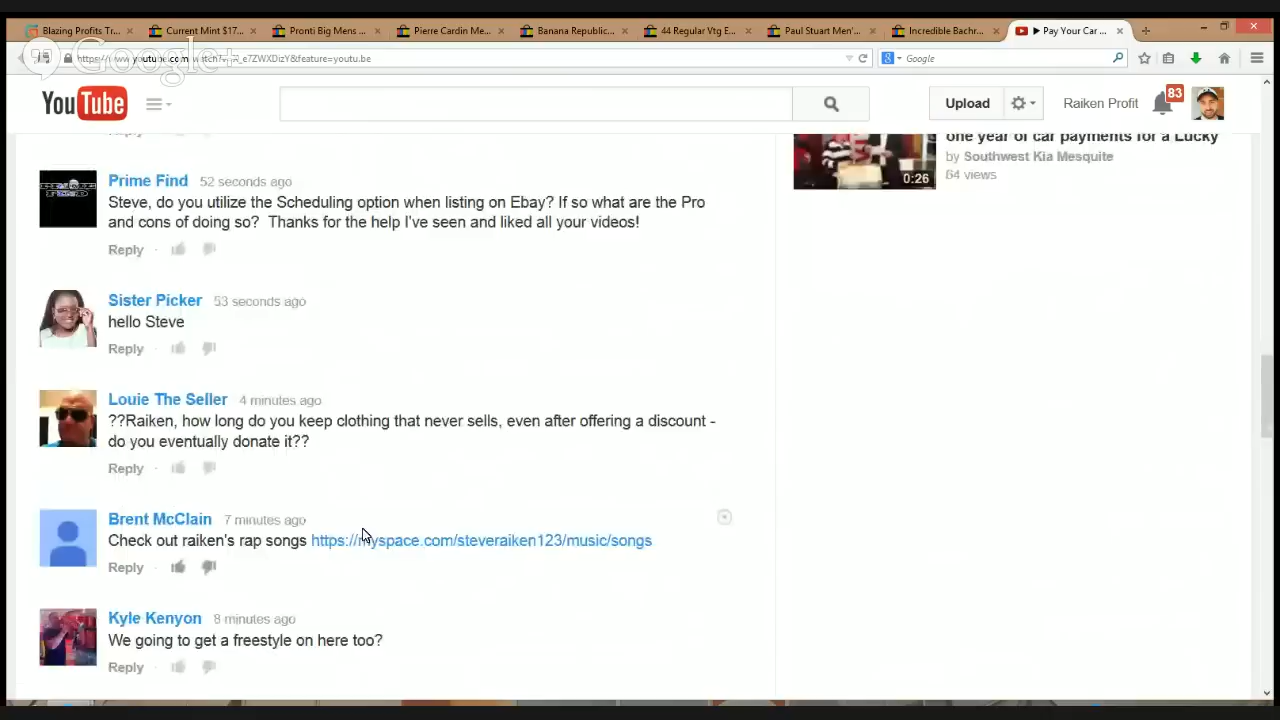 Blazing Profits Tr...
Current Mint $17...
Pronti Big Mens ...
Pierre Cardin Me...
Banana Republic...
44 Regular Vtg E...
Paul Stuart Men'...
Incredible Bachr...
▶ Pay Your Car ...
Google+
Google
YouTube
Upload
Raiken Profit
83
one year of car payments for a Lucky
by Southwest Kia Mesquite
64 views
0:26
Prime Find 52 seconds ago
Steve, do you utilize the Scheduling option when listing on Ebay? If so what are the Pro
and cons of doing so? Thanks for the help I've seen and liked all your videos!
Reply
Sister Picker 53 seconds ago
hello Steve
Reply
Louie The Seller 4 minutes ago
??Raiken, how long do you keep clothing that never sells, even after offering a discount -
do you eventually donate it??
Reply
Brent McClain 7 minutes ago
Check out raiken's rap songs https://myspace.com/steveraiken123/music/songs
Reply
Kyle Kenyon 8 minutes ago
We going to get a freestyle on here too?
Reply